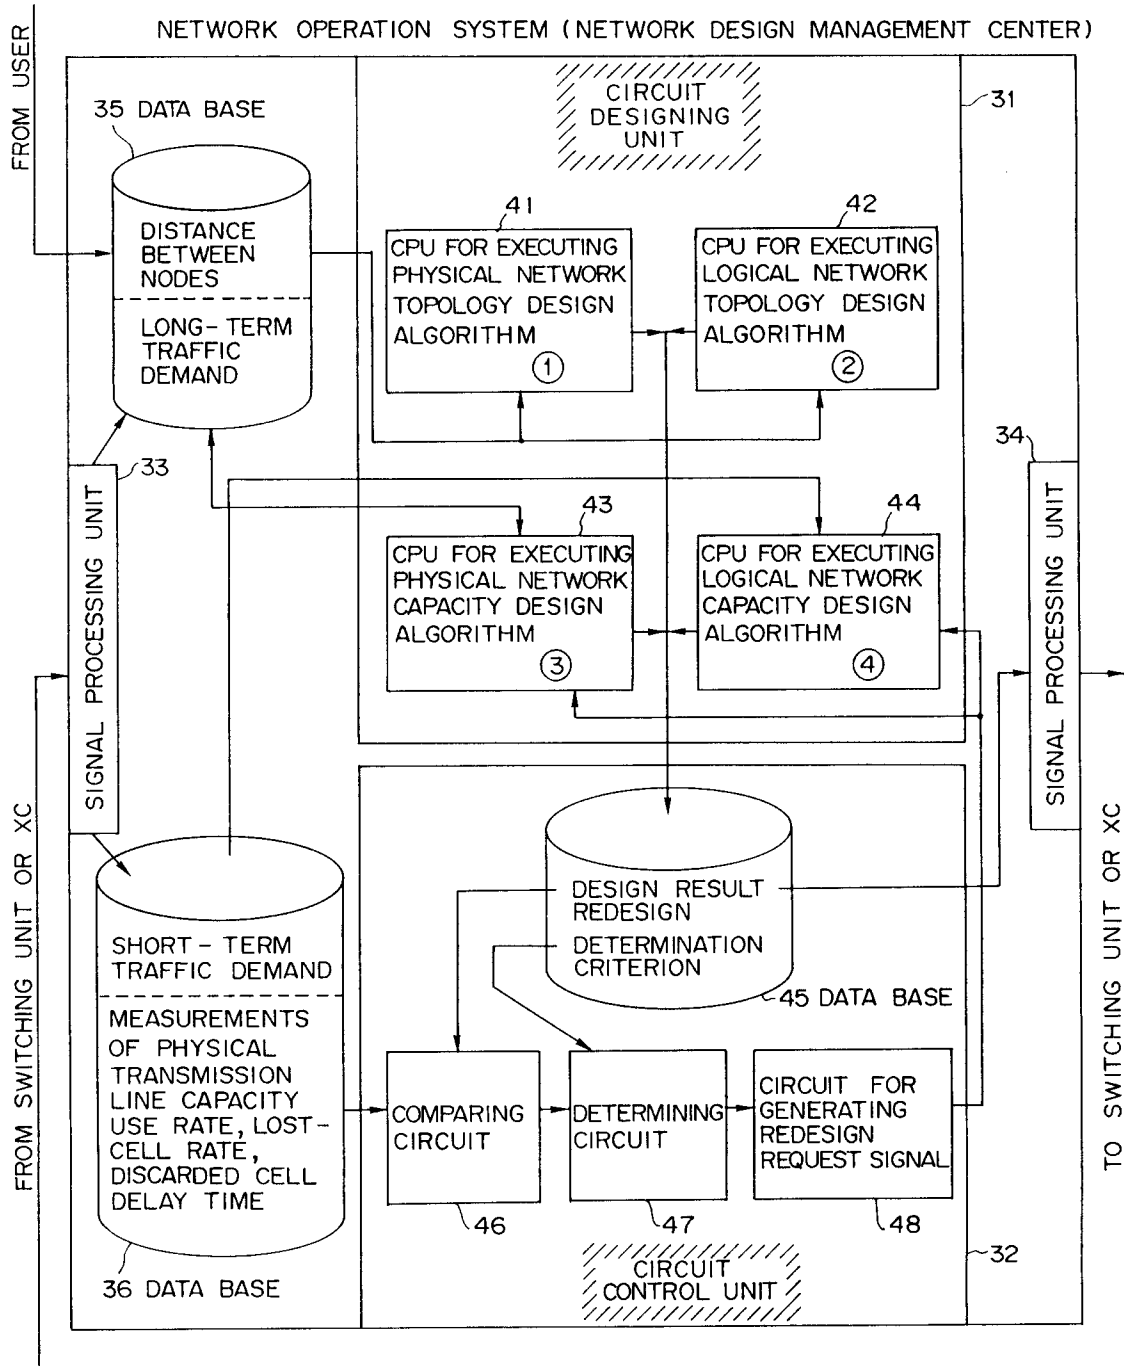 NETWORK OPERATION SYSTEM (NETWORK DESIGN MANAGEMENT CENTER)
FROM USER
35 DATA BASE
DISTANCE
BETWEEN
NODES
LONG-TERM
TRAFFIC
DEMAND
CIRCUIT
DESIGNING
UNIT
31
41
CPU FOR EXECUTING
PHYSICAL NETWORK
TOPOLOGY DESIGN
ALGORITHM
1
42
CPU FOR EXECUTING
LOGICAL NETWORK
TOPOLOGY DESIGN
ALGORITHM
2
33
SIGNAL PROCESSING UNIT
43
CPU FOR EXECUTING
PHYSICAL NETWORK
CAPACITY DESIGN
ALGORITHM
3
44
CPU FOR EXECUTING
LOGICAL NETWORK
CAPACITY DESIGN
ALGORITHM
4
34
SIGNAL PROCESSING UNIT
FROM SWITCHING UNIT OR XC
TO SWITCHING UNIT OR XC
SHORT-TERM
TRAFFIC DEMAND
MEASUREMENTS
OF PHYSICAL
TRANSMISSION
LINE CAPACITY
USE RATE, LOST-
CELL RATE,
DISCARDED CELL
DELAY TIME
36 DATA BASE
DESIGN RESULT
REDESIGN
DETERMINATION
CRITERION
45 DATA BASE
COMPARING
CIRCUIT
46
DETERMINING
CIRCUIT
47
CIRCUIT FOR
GENERATING
REDESIGN
REQUEST SIGNAL
48
32
CIRCUIT
CONTROL UNIT